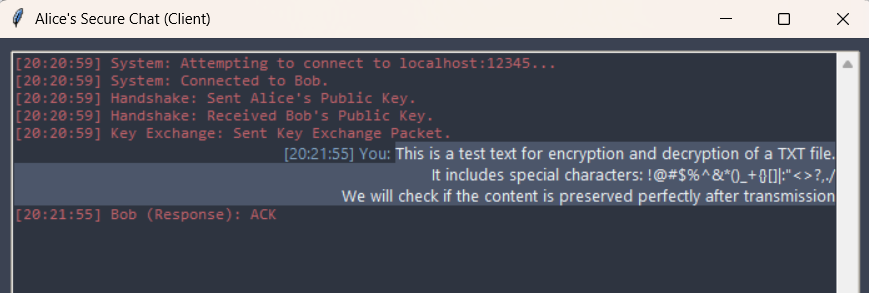 Alice's Secure Chat (Client)
[20:20:59] System: Attempting to connect to localhost:12345...
[20:20:59] System: Connected to Bob.
[20:20:59] Handshake: Sent Alice's Public Key.
[20:20:59] Handshake: Received Bob's Public Key.
[20:20:59] Key Exchange: Sent Key Exchange Packet.
[20:21:55] You: This is a test text for encryption and decryption of a TXT file.
It includes special characters: !@#$%^&*()_+{}[]|:"<>?,./
We will check if the content is preserved perfectly after transmission
[20:21:55] Bob (Response): ACK